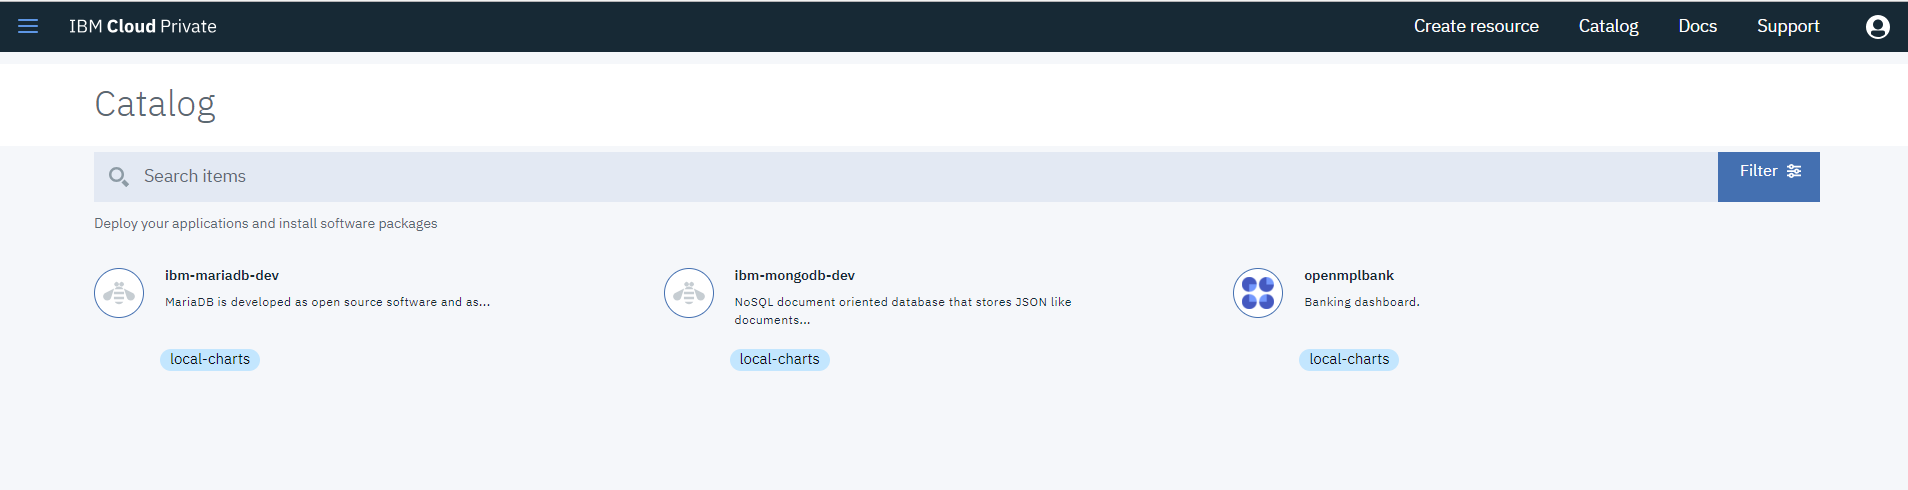 IBM Cloud Private
Create resource
Catalog
Docs
Support
Catalog
Search items
Filter
Deploy your applications and install software packages
ibm-mariadb-dev
MariaDB is developed as open source software and as...
local-charts
ibm-mongodb-dev
NoSQL document oriented database that stores JSON like
documents...
local-charts
openmplbank
Banking dashboard.
local-charts